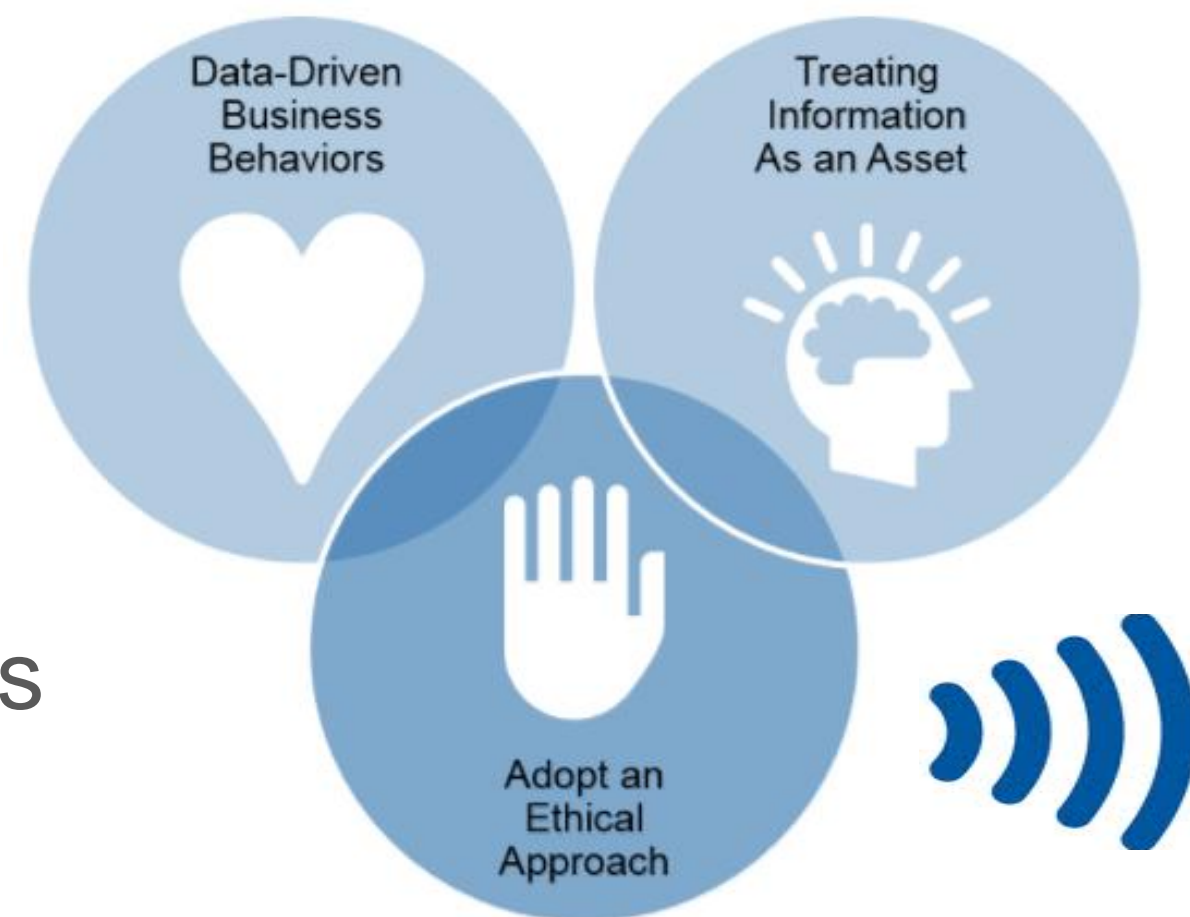 Data-Driven
Business
Behaviors
Treating
Information
As an Asset
s
Adopt an
Ethical
Approach